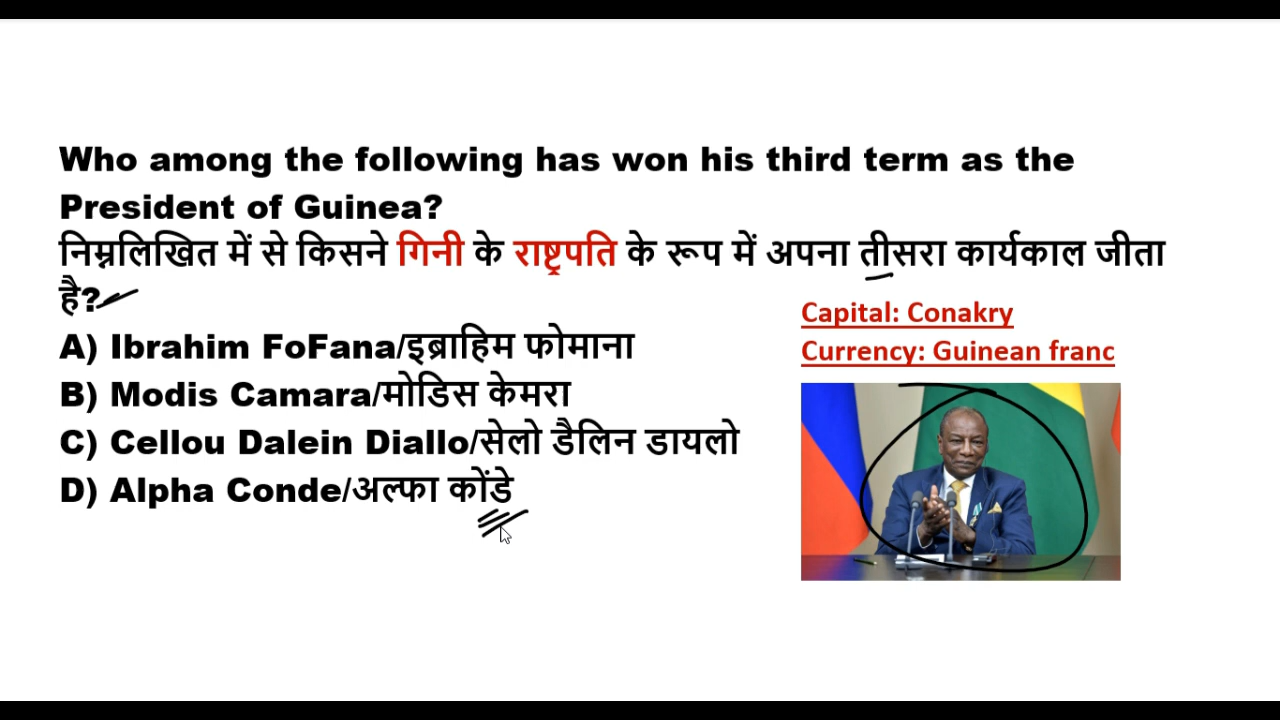 Who among the following has won his third term as the
President of Guinea?
निम्नलिखित में से किसने गिनी के राष्ट्रपति के रूप में अपना तीसरा कार्यकाल जीता
है?
Capital: Conakry
Currency: Guinean franc
A) Ibrahim FoFana/इब्राहिम फोमाना
B) Modis Camara/मोडिस केमरा
C) Cellou Dalein Diallo/सेलो डैलिन डायलो
D) Alpha Conde/अल्फा कोंडे